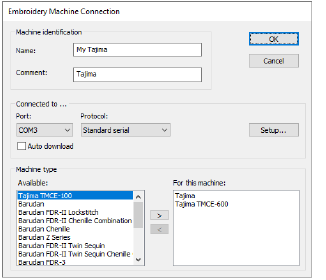 Embroidery Machine Connection
Machine identification
Name:
My Tajima
Comment:
Tajima
OK
Cancel
Connected to ...
Port:
Protocol:
COM3
Standard serial
Setup...
Auto download
Machine type
Available:
For this machine:
Tajima TMCE-100
Barudan
Barudan FDR-II Lockstitch
Barudan FDR-II Chenille Combination
Barudan Chenille
Barudan Z Series
Barudan FDR-II Twin Sequin
Barudan FDR-II Twin Sequin Chenille
Barudan FDR-3
>
<
Tajima
Tajima TMCE-600